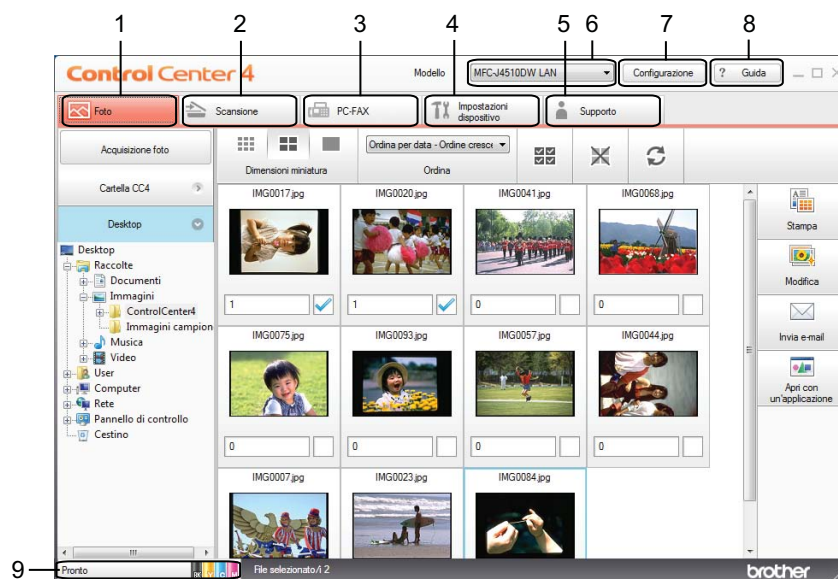 1 2 3 4 5 6 7 8
Control Center 4
Modello
MFC-J4510DW LAN
Configurazione
? Guida
Foto
Scansione
PC-FAX
Impostazioni
dispositivo
Supporto
Acquisizione foto
Cartella CC4
Desktop
Dimensioni miniatura
Ordina per data - Ordine cresce
Ordina
Desktop
Raccolte
Documenti
Immagini
ControlCenter4
Immagini campion
Musica
Video
User
Computer
Rete
Pannello di controllo
Cestino
IMG0017.jpg
IMG0020.jpg
IMG0041.jpg
IMG0068.jpg
1
1
0
0
IMG0075.jpg
IMG0093.jpg
IMG0057.jpg
IMG0044.jpg
0
0
0
0
IMG0007.jpg
IMG0023.jpg
IMG0084.jpg
Stampa
Modifica
Invia e-mail
Apri con
un'applicazione
9
Pronto
BK Y C M
File selezionato/i 2
brother